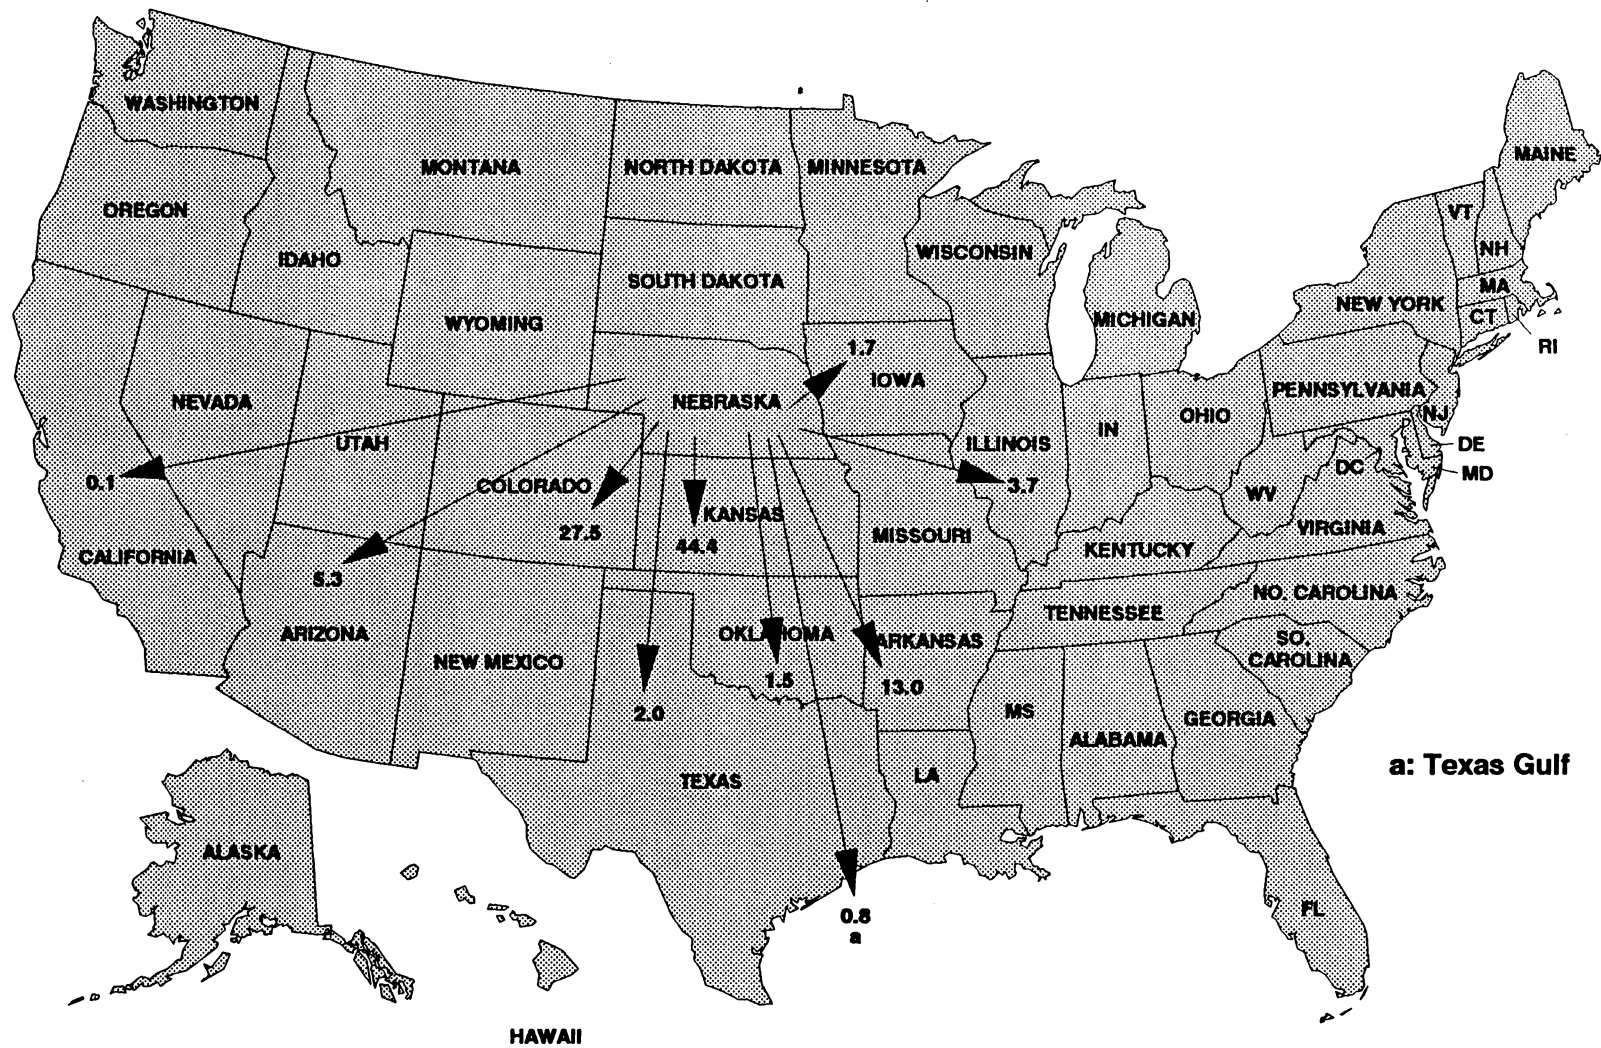 WASHINGTON
MONTANA
NORTH DAKOTA
MINNESOTA
MAINE
OREGON
VT
IDAHO
WISCONSIN
NH
SOUTH DAKOTA
MA
NEW YORK
WYOMING
MICHIGAN
CT
RI
1.7
IOWA
PENNSYLVANIA
NEVADA
NEBRASKA
OHIO
NJ
IN
UTAH
ILLINOIS
DE
DC
MD
0.1
COLORADO
3.7
WV
KANSAS
27.5
VIRGINIA
MISSOURI
44.4
KENTUCKY
CALIFORNIA
5.3
NO. CAROLINA
TENNESSEE
ARIZONA
OKLAHOMA
ARKANSAS
SO.
CAROLINA
NEW MEXICO
1.5
13.0
2.0
MS
GEORGIA
ALABAMA
a: Texas Gulf
LA
TEXAS
ALASKA
FL
0.8
a
HAWAII